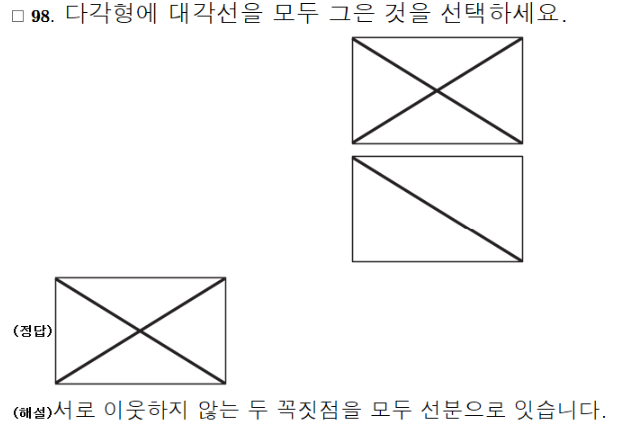 □ 98. 다각형에 대각선을 모두 그은 것을 선택하세요.
(정답)
(해설)서로 이웃하지 않는 두 꼭짓점을 모두 선분으로 잇습니다.